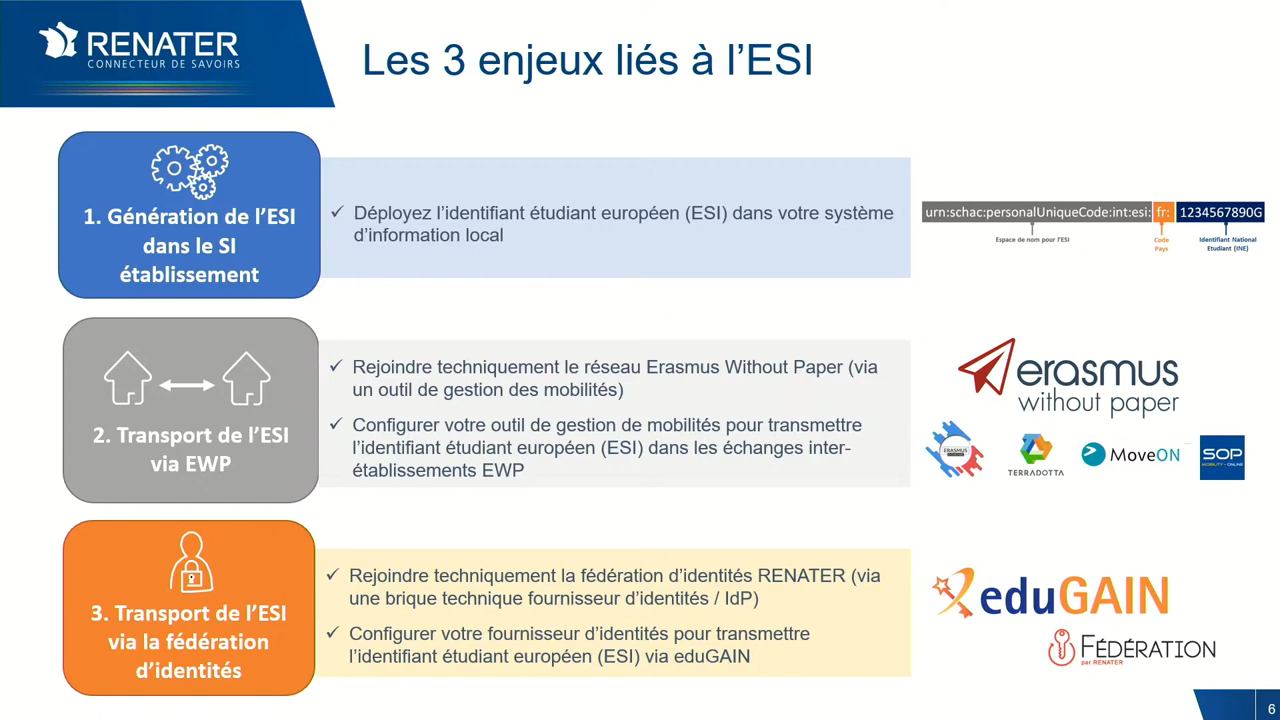 RENATER
CONNECTEUR DE SAVOIRS
Les 3 enjeux liés à l'ESI
1. Génération de l'ESI
dans le SI
établissement
✓ Déployez l'identifiant étudiant européen (ESI) dans votre système
d'information local
urn:schac:personalUniqueCode:int:esi: fr: 1234567890G
Espace de nom pour l'ESI
Code
Pays
Identifiant National
Etudiant (INE)
2. Transport de l'ESI
via EWP
✓ Rejoindre techniquement le réseau Erasmus Without Paper (via
un outil de gestion des mobilités)
✓ Configurer votre outil de gestion de mobilités pour transmettre
l'identifiant étudiant européen (ESI) dans les échanges inter-
établissements EWP
erasmus
without paper
ERASMUS
TERRADOTTA
MoveON
SOP
MOBILITY-ONLINE
3. Transport de l'ESI
via la fédération
d'identités
✓ Rejoindre techniquement la fédération d'identités RENATER (via
une brique technique fournisseur d'identités / IdP)
✓ Configurer votre fournisseur d'identités pour transmettre
l'identifiant étudiant européen (ESI) via eduGAIN
eduGAIN
FÉDÉRATION
par RENATER
6